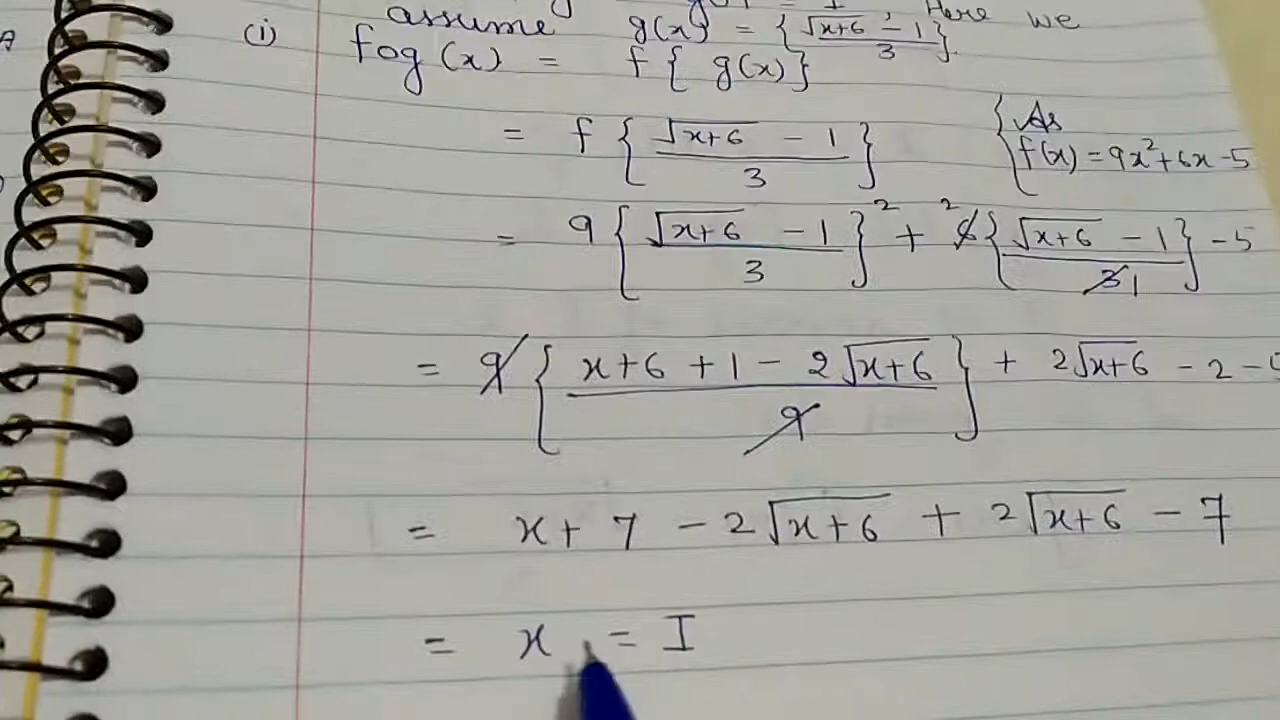 assume g(x) = {√x+6 - 1 / 3}. Here we
(i) fog (x) = f{ g(x)}
= f {√x+6 - 1 / 3} {As
f(x) = 9x²+6x-5
= 9 {√x+6 - 1 / 3}² + ²6{√x+6 - 1 / 3 1} -5
= 9 {x+6 +1 - 2√x+6 / 9} + 2√x+6 - 2 -
= x+ 7 - 2√x+6 + 2√x+6 - 7
= x = I